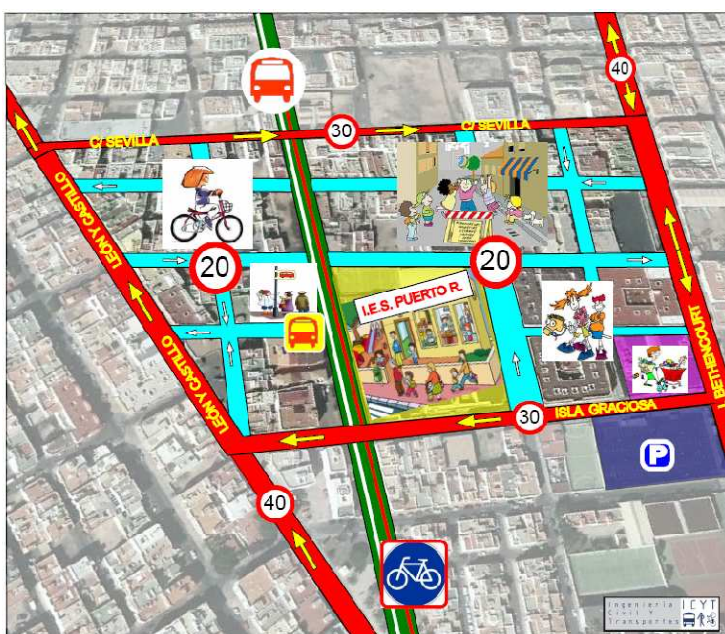 40
C/ SEVILLA
30
C/ SEVILLA
LEÓN Y CASTILLO
20
20
I.E.S. PUERTO R.
LEÓN Y CASTILLO
BETHENCOURT
30
ISLA GRACIOSA
P
40
Ingeniería
Civil Y
Transportes
ICYT